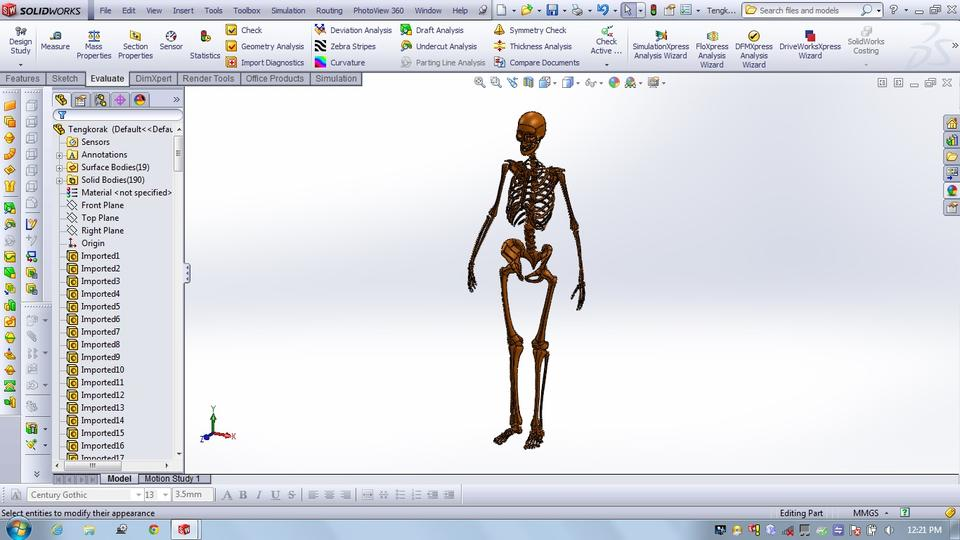 SOLIDWORKS File Edit View Insert Tools Toolbox Simulation Routing PhotoView 360 Window Help Tengk... Search files and models
Design Study
Measure
Mass Properties
Section Properties
Sensor
Statistics
Check
Geometry Analysis
Import Diagnostics
Deviation Analysis
Zebra Stripes
Curvature
Draft Analysis
Undercut Analysis
Parting Line Analysis
Symmetry Check
Thickness Analysis
Compare Documents
Check Active ...
SimulationXpress Analysis Wizard
FloXpress Analysis Wizard
DFMXpress Analysis Wizard
DriveWorksXpress Wizard
SolidWorks Costing
Features Sketch Evaluate DimXpert Render Tools Office Products Simulation
Tengkorak (Default<<Defau
Sensors
Annotations
Surface Bodies(19)
Solid Bodies(190)
Material <not specified>
Front Plane
Top Plane
Right Plane
Origin
Imported1
Imported2
Imported3
Imported4
Imported5
Imported6
Imported7
Imported8
Imported9
Imported10
Imported11
Imported12
Imported13
Imported14
Imported15
Imported16
Imported17
Y
Z X
Model Motion Study 1
Century Gothic 13 3.5mm A B I U S
Select entities to modify their appearance Editing Part MMGS
12:21 PM